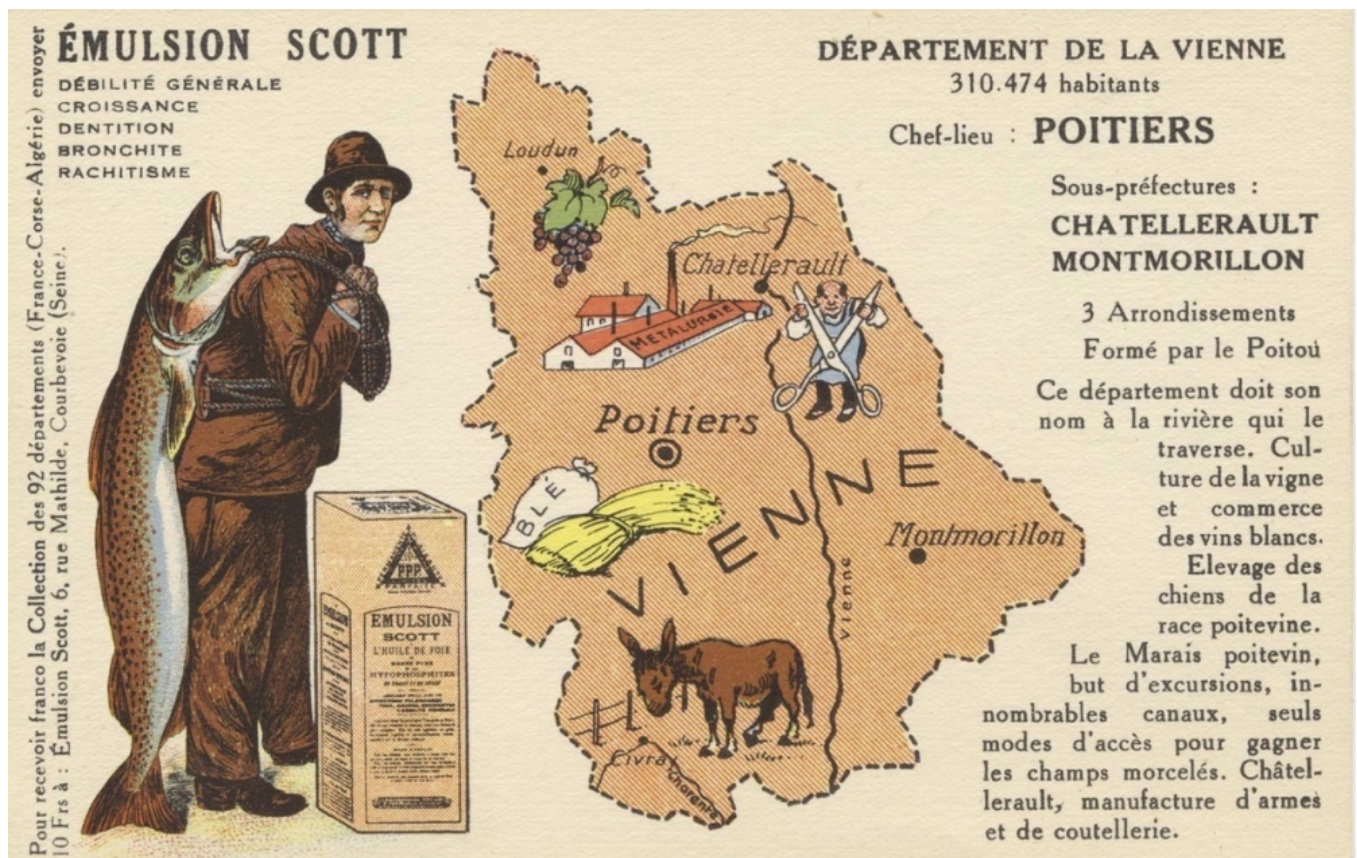 Pour recevoir franco la Collection des 92 départements (France-Corse-Algérie) envoyer
10 Frs à : Émulsion Scott, 6, rue Mathilde, Courbevoie (Seine).
ÉMULSION SCOTT
DÉBILITÉ GÉNÉRALE
CROISSANCE
DENTITION
BRONCHITE
RACHITISME
PPP
PARFAITE
EMULSION
SCOTT
L'HUILE DE FOIE
HYPOPHOSPHITES
Loudun
Chatellerault
METALURGIE
Poitiers
BLÉ
VIENNE
Montmorillon
Vienne
Civray
Charente
DÉPARTEMENT DE LA VIENNE
310.474 habitants
Chef-lieu : POITIERS
Sous-préfectures :
CHATELLERAULT
MONTMORILLON
3 Arrondissements
Formé par le Poitou
Ce département doit son
nom à la rivière qui le
traverse. Cul-
ture de la vigne
et commerce
des vins blancs.
Elevage des
chiens de la
race poitevine.
Le Marais poitevin,
but d'excursions, in-
nombrables canaux, seuls
modes d'accès pour gagner
les champs morcelés. Châtel-
lerault, manufacture d'armes
et de coutellerie.